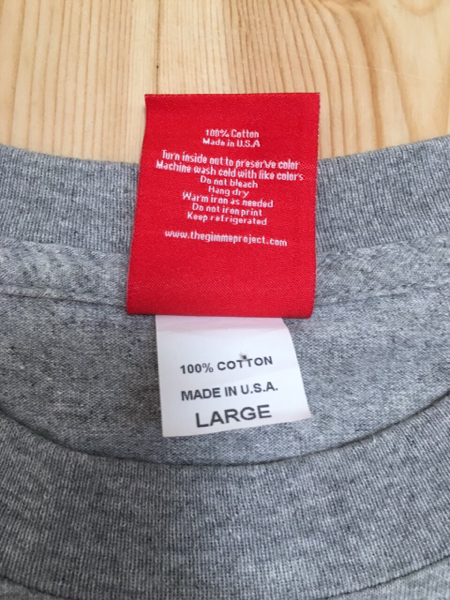 100% Cotton
Made in U.S.A
Turn inside out to preserve color
Machine wash cold with like colors
Do not bleach
Hang dry
Warm iron as needed
Do not iron print
Keep refrigerated
www.thegimmeproject.com
100% COTTON
MADE IN U.S.A.
LARGE